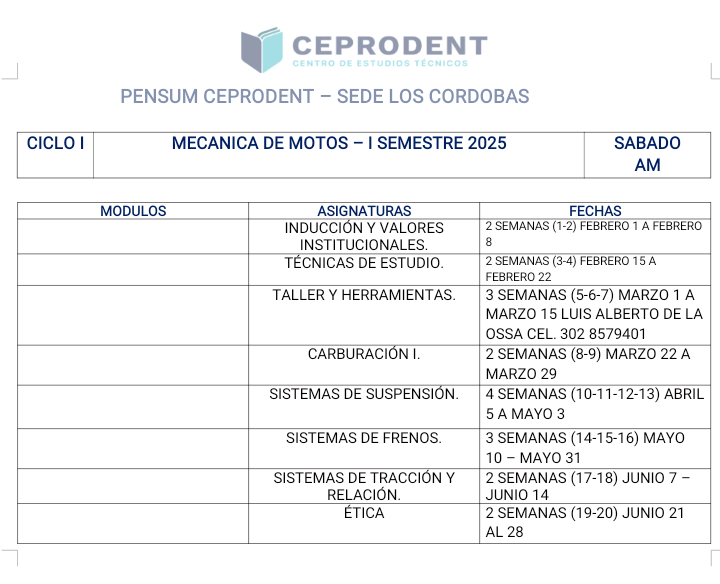 CEPRODENT
CENTRO DE ESTUDIOS TÉCNICOS
PENSUM CEPRODENT – SEDE LOS CORDOBAS
CICLO I
MECANICA DE MOTOS – I SEMESTRE 2025
SABADO
AM
MODULOS
ASIGNATURAS
FECHAS
INDUCCIÓN Y VALORES
INSTITUCIONALES.
2 SEMANAS (1-2) FEBRERO 1 A FEBRERO
8
TÉCNICAS DE ESTUDIO.
2 SEMANAS (3-4) FEBRERO 15 A
FEBRERO 22
TALLER Y HERRAMIENTAS.
3 SEMANAS (5-6-7) MARZO 1 A
MARZO 15 LUIS ALBERTO DE LA
OSSA CEL. 302 8579401
CARBURACIÓN I.
2 SEMANAS (8-9) MARZO 22 A
MARZO 29
SISTEMAS DE SUSPENSIÓN.
4 SEMANAS (10-11-12-13) ABRIL
5 A MAYO 3
SISTEMAS DE FRENOS.
3 SEMANAS (14-15-16) MAYO
10 – MAYO 31
SISTEMAS DE TRACCIÓN Y
RELACIÓN.
2 SEMANAS (17-18) JUNIO 7 –
JUNIO 14
ÉTICA
2 SEMANAS (19-20) JUNIO 21
AL 28